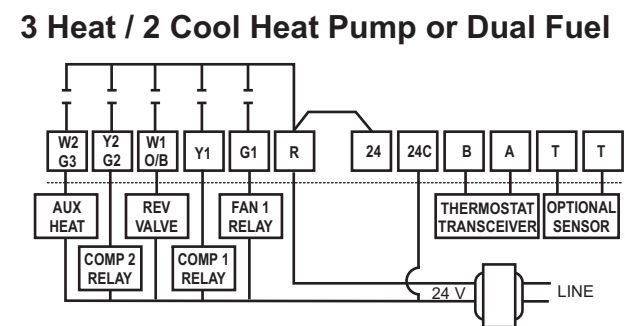 3 Heat / 2 Cool Heat Pump or Dual Fuel
W2 G3
Y2 G2
W1 O/B
Y1
G1
R
24
24C
B
A
T
T
AUX HEAT
REV VALVE
FAN 1 RELAY
THERMOSTAT TRANSCEIVER
OPTIONAL SENSOR
COMP 2 RELAY
COMP 1 RELAY
24 V
LINE